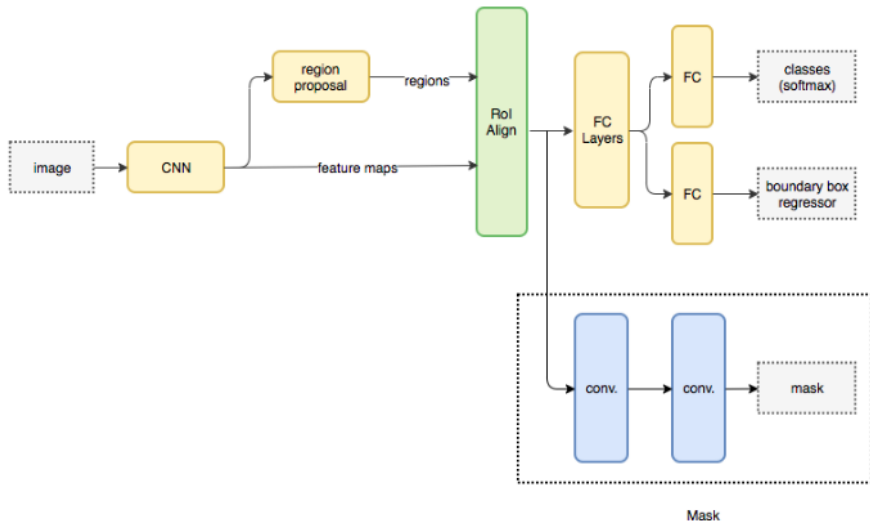 image
CNN
region
proposal
regions
feature maps
RoI
Align
FC
Layers
FC
classes
(softmax)
FC
boundary box
regressor
conv.
conv.
mask
Mask